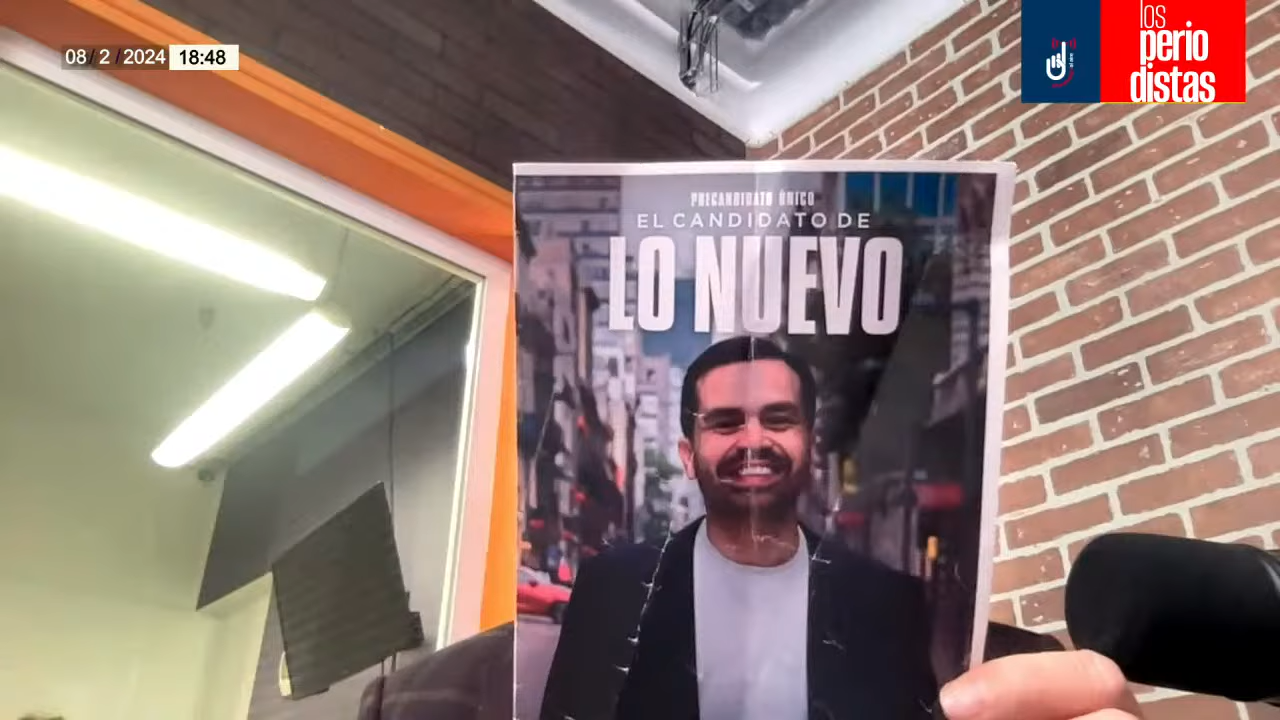 08/ 2 /2024 18:48
los
perio
distas
PRECANDIDATO ÚNICO
EL CANDIDATO DE
LO NUEVO